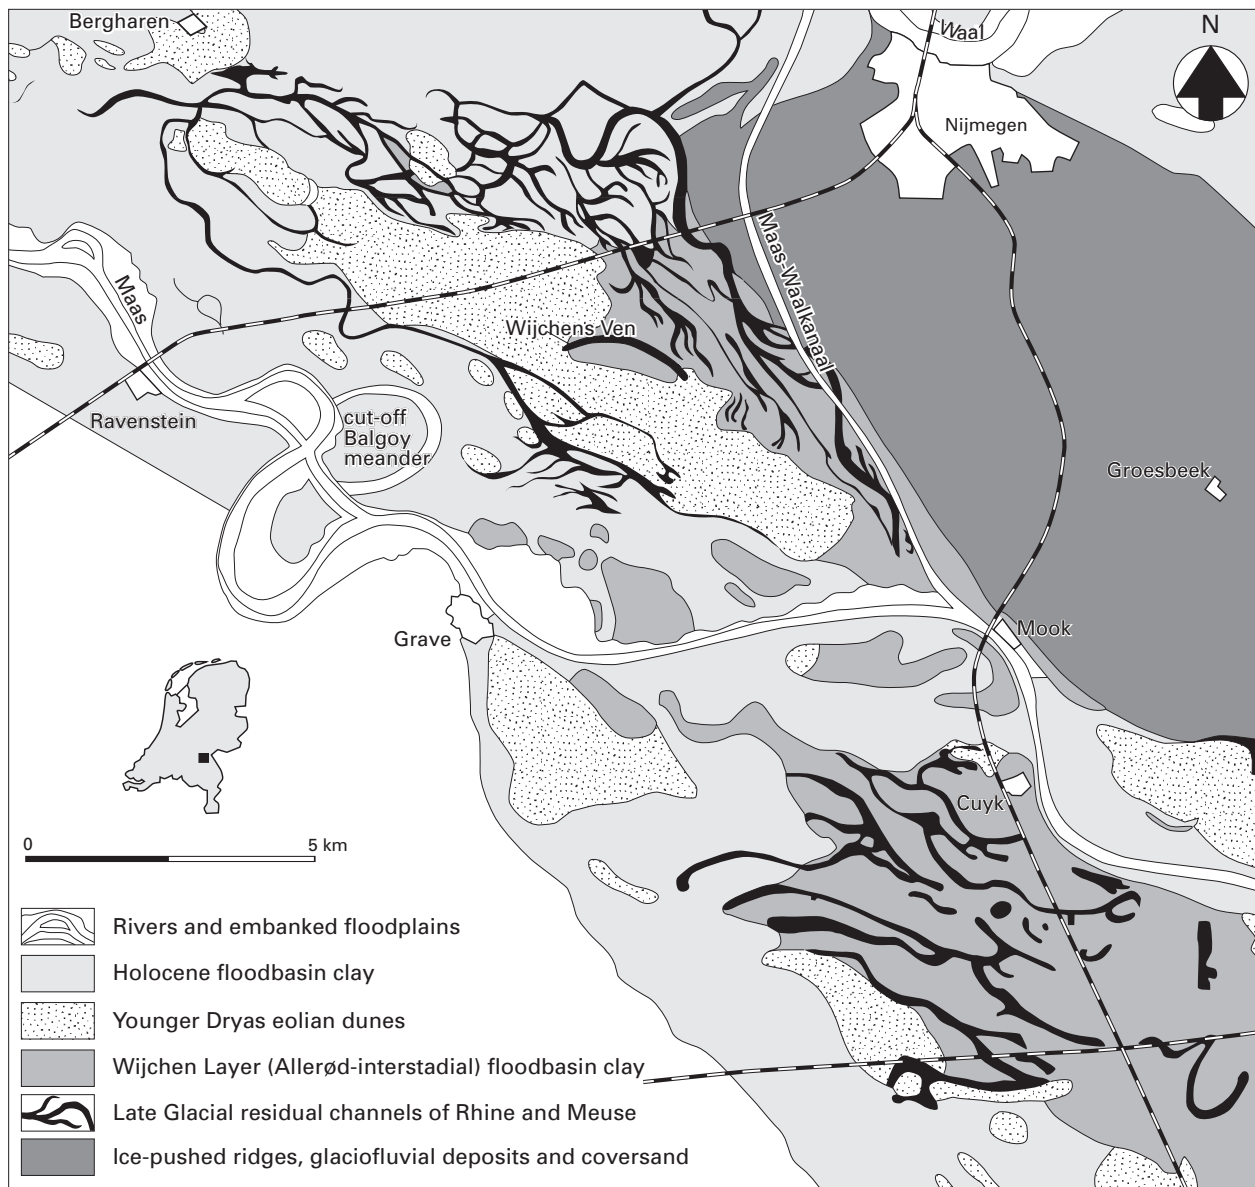 Bergharen
Waal
N
Nijmegen
Maas-Waalkanaal
Maas
Wijchens Ven
Ravenstein
cut-off
Balgoy
meander
Groesbeek
Grave
Mook
Cuyk
0 5 km
Rivers and embanked floodplains
Holocene floodbasin clay
Younger Dryas eolian dunes
Wijchen Layer (Allerød-interstadial) floodbasin clay
Late Glacial residual channels of Rhine and Meuse
Ice-pushed ridges, glaciofluvial deposits and coversand